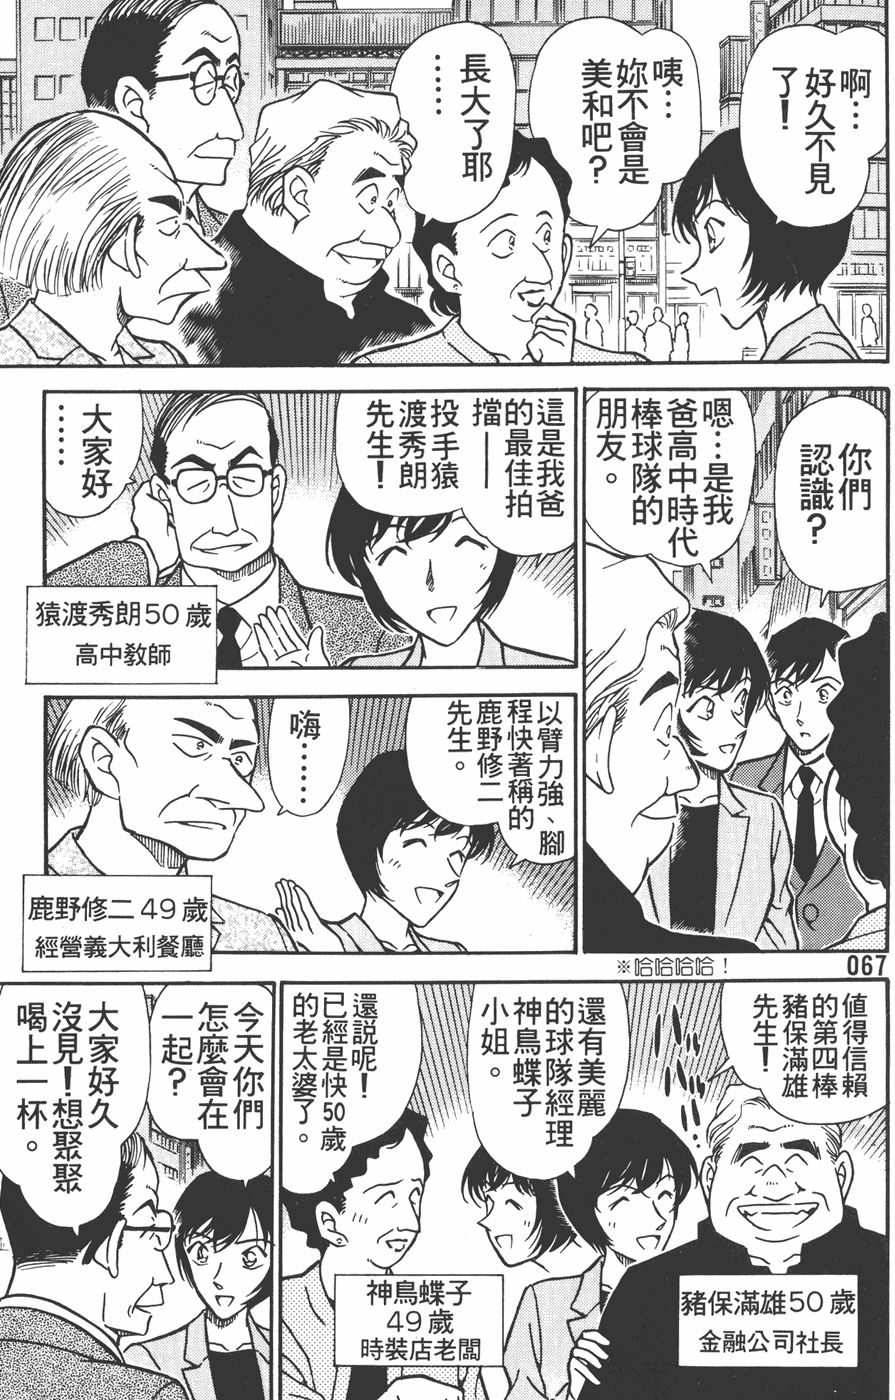 啊…
好久不見
了！
咦…
妳不會是
美和吧？
長大了耶
……
你們
認識？
嗯…是我
爸高中時代
棒球隊的
朋友。
這是我爸
的最佳拍
擋——
投手猿
渡秀朗
先生！
大家好
……
猿渡秀朗50歲
高中教師
以臂力強、腳
程快著稱的
鹿野修二
先生。
嗨……
鹿野修二49歲
經營義大利餐廳
※哈哈哈哈！
067
值得信賴
的第四棒
豬保滿雄
先生！
豬保滿雄50歲
金融公司社長
還有美麗
的球隊經理
神鳥蝶子
小姐。
還說呢！
已經是快50歲
的老太婆了。
神鳥蝶子
49歲
時裝店老闆
今天你們
怎麼會在
一起？
大家好久
沒見！想聚聚
喝上一杯。